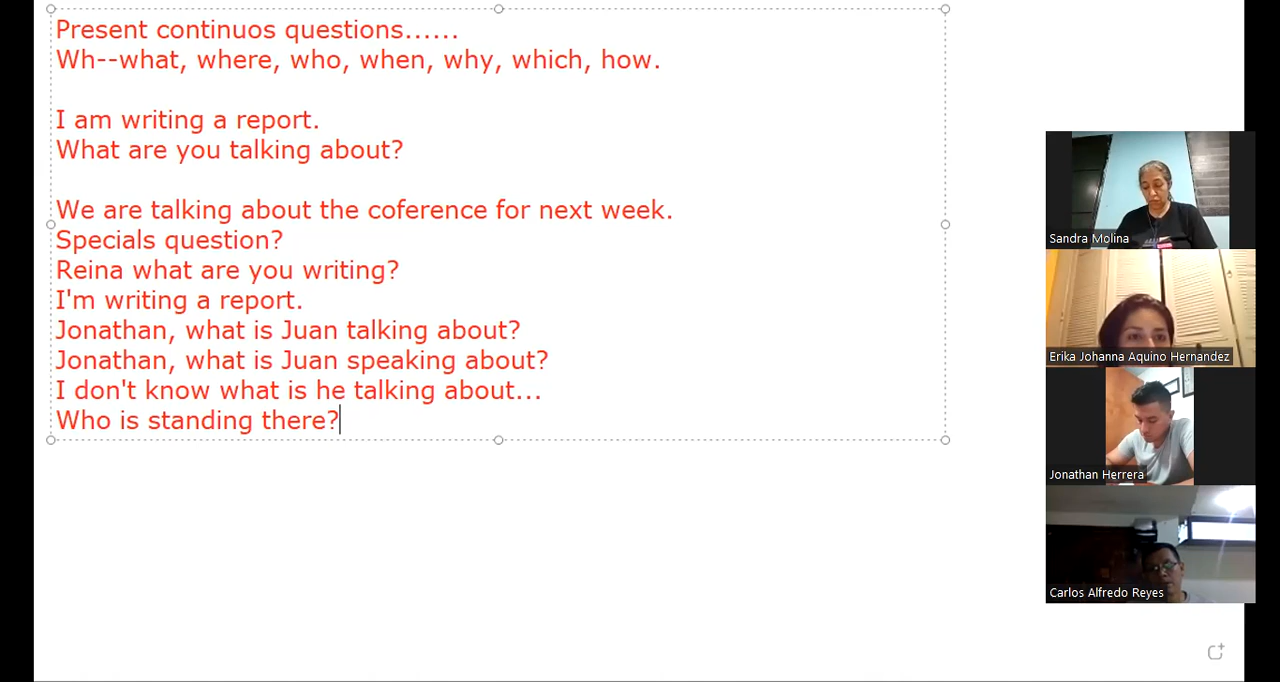 Present continuos questions......
Wh--what, where, who, when, why, which, how.
I am writing a report.
What are you talking about?
We are talking about the coference for next week.
Specials question?
Reina what are you writing?
I'm writing a report.
Jonathan, what is Juan talking about?
Jonathan, what is Juan speaking about?
I don't know what is he talking about...
Who is standing there?
Sandra Molina
Erika Johanna Aquino Hernandez
Jonathan Herrera
Carlos Alfredo Reyes